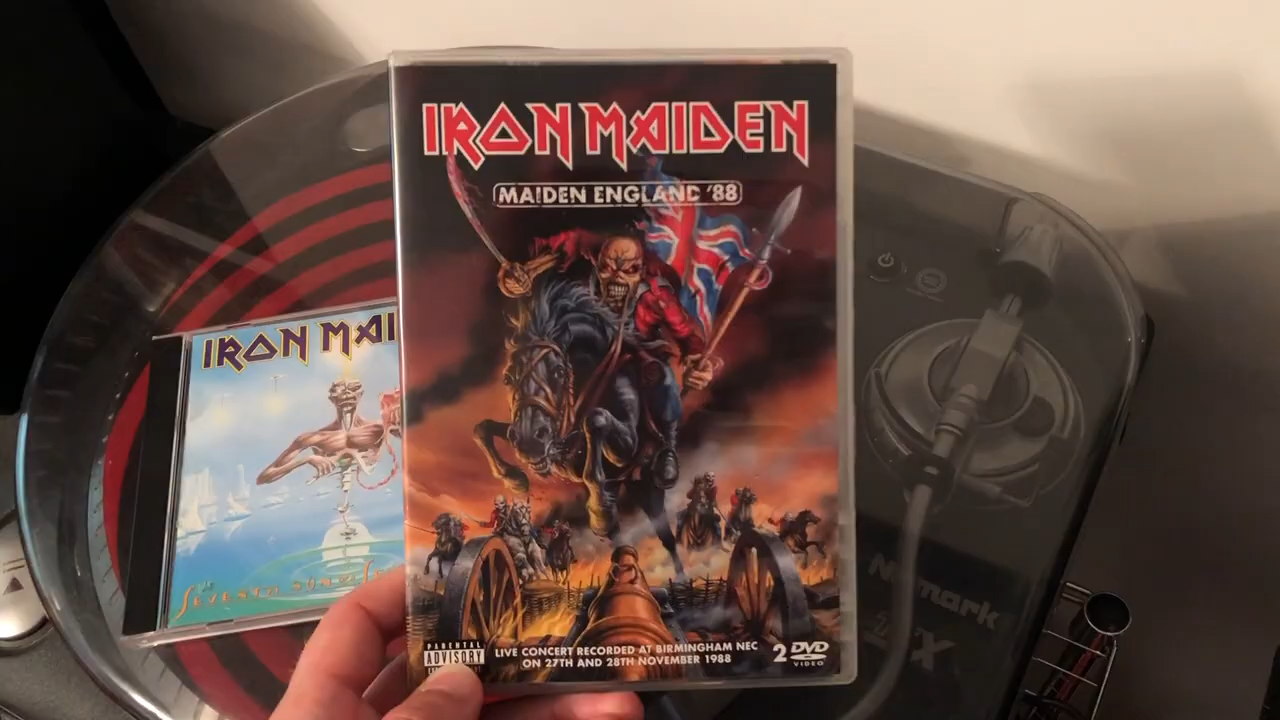 IRON MAIDEN
MAIDEN ENGLAND '88
IRON MAI
SEVENTH
PARENTAL
ADVISORY
LIVE CONCERT RECORDED AT BIRMINGHAM NEC
ON 27TH AND 28TH NOVEMBER 1988
2 DVD
VIDEO